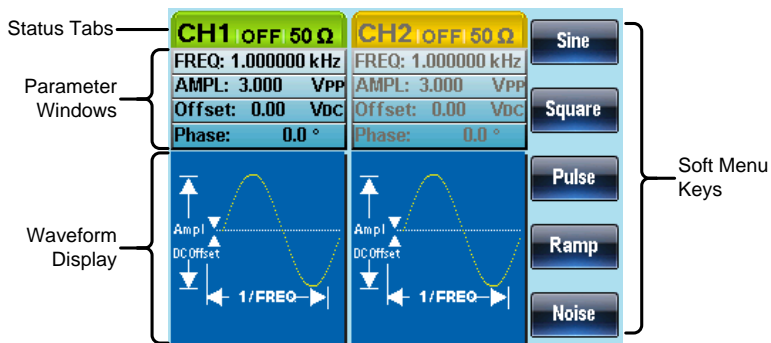 Status Tabs
CH1 OFF 50 Ω
CH2 OFF 50 Ω
Parameter
Windows
FREQ: 1.000000 kHz
AMPL: 3.000 VPP
Offset: 0.00 VDC
Phase: 0.0 °
FREQ: 1.000000 kHz
AMPL: 3.000 VPP
Offset: 0.00 VDC
Phase: 0.0 °
Waveform
Display
Ampl
DC Offset
1/FREQ
Ampl
DC Offset
1/FREQ
Sine
Square
Pulse
Ramp
Noise
Soft Menu
Keys